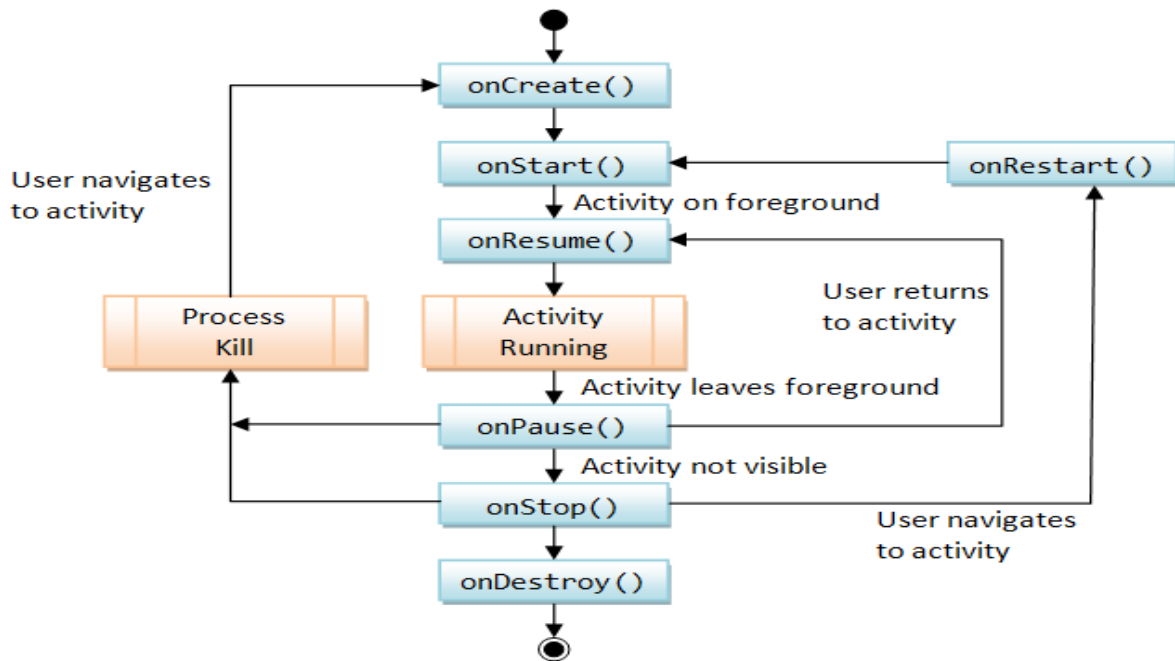 onCreate()
onStart()
onRestart()
User navigates
to activity
Activity on foreground
onResume()
User returns
to activity
Process
Kill
Activity
Running
Activity leaves foreground
onPause()
Activity not visible
onStop()
User navigates
to activity
onDestroy()